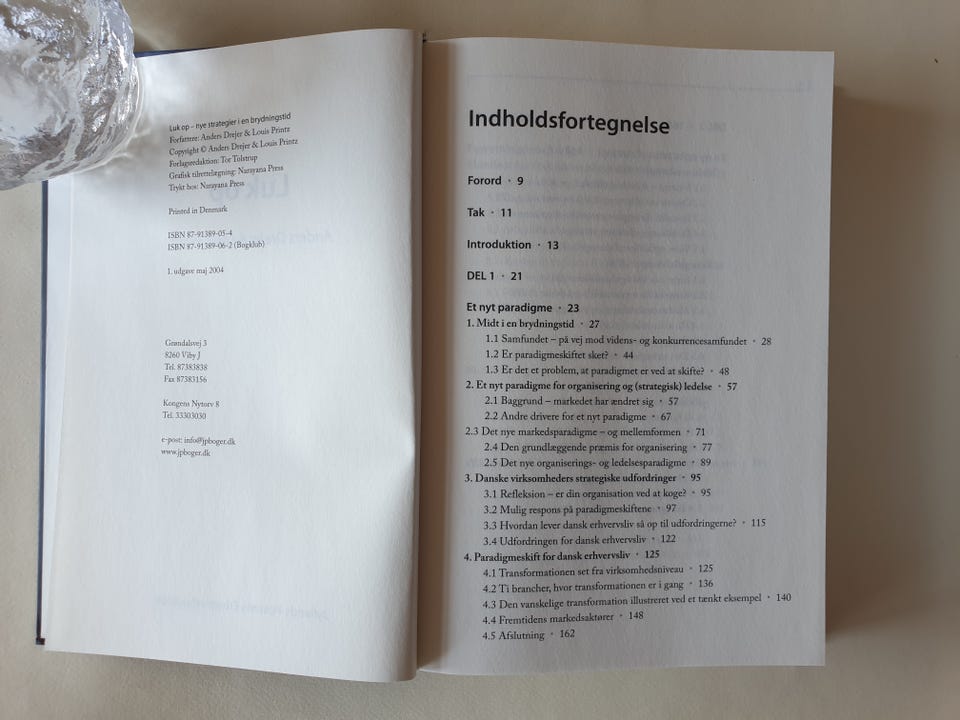 Luk op – nye strategier i en brydningstid
Forfattere: Anders Drejer & Louis Printz
Copyright © Anders Drejer & Louis Printz
Forlagsredaktion: Tor Tolstrup
Grafisk tilrettelægning: Narayana Press
Trykt hos: Narayana Press
Printed in Denmark
ISBN 87-91389-05-4
ISBN 87-91389-06-2 (Bogklub)
1. udgave maj 2004
Grøndalsvej 3
8260 Viby J
Tel. 87383838
Fax 87383156
Kongens Nytorv 8
Tel. 33303030
e-post: info@jpboger.dk
www.jpboger.dk
Indholdsfortegnelse
Forord · 9
Tak · 11
Introduktion · 13
DEL 1 · 21
Et nyt paradigme · 23
1. Midt i en brydningstid · 27
1.1 Samfundet – på vej mod videns- og konkurrencesamfundet · 28
1.2 Er paradigmeskiftet sket? · 44
1.3 Er det et problem, at paradigmet er ved at skifte? · 48
2. Et nyt paradigme for organisering og (strategisk) ledelse · 57
2.1 Baggrund – markedet har ændret sig · 57
2.2 Andre drivere for et nyt paradigme · 67
2.3 Det nye markedsparadigme – og mellemformen · 71
2.4 Den grundlæggende præmis for organisering · 77
2.5 Det nye organiserings- og ledelsesparadigme · 89
3. Danske virksomheders strategiske udfordringer · 95
3.1 Refleksion – er din organisation ved at koge? · 95
3.2 Mulig respons på paradigmeskiftene · 97
3.3 Hvordan lever dansk erhvervsliv så op til udfordringerne? · 115
3.4 Udfordringen for dansk erhvervsliv · 122
4. Paradigmeskift for dansk erhvervsliv · 125
4.1 Transformationen set fra virksomhedsniveau · 125
4.2 Ti brancher, hvor transformationen er i gang · 136
4.3 Den vanskelige transformation illustreret ved et tænkt eksempel · 140
4.4 Fremtidens markedsaktører · 148
4.5 Afslutning · 162